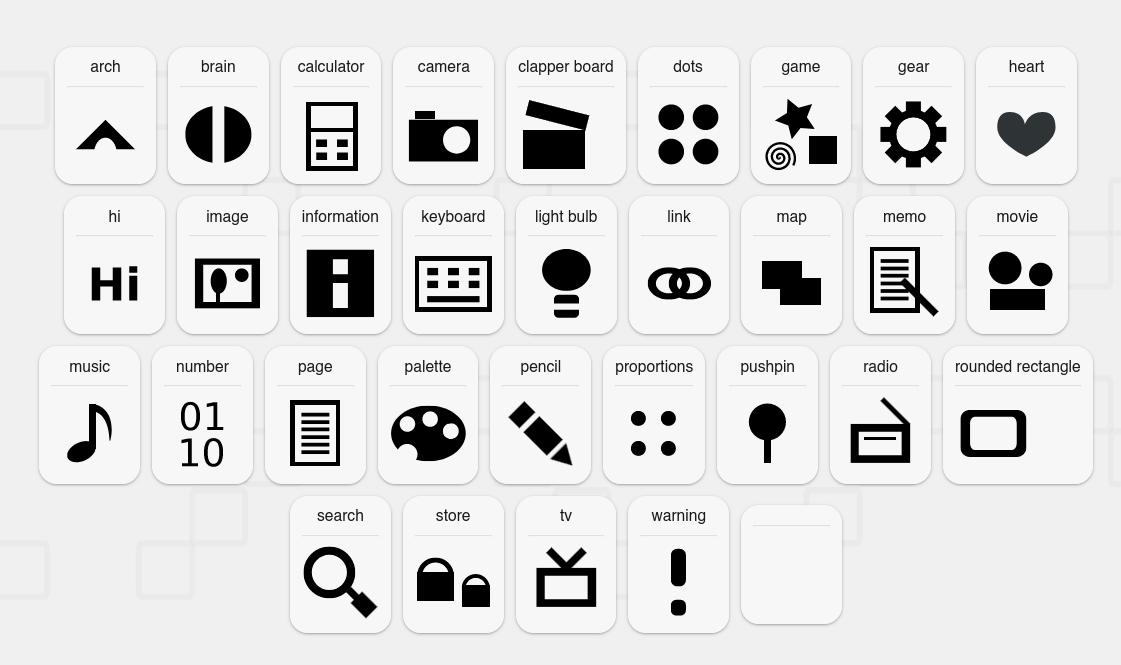 arch
brain
calculator
camera
clapper board
dots
game
gear
heart
hi
image
information
keyboard
light bulb
link
map
memo
movie
Hi
music
number
page
palette
pencil
proportions
pushpin
radio
rounded rectangle
01
10
search
store
tv
warning